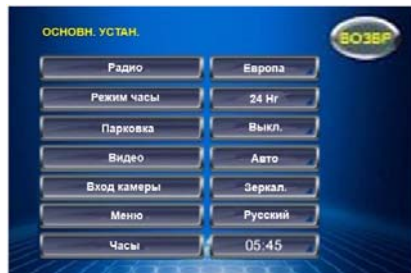 ОСНОВН. УСТАН.
ВОЗВР
Радио Европа
Режим часы 24 Hr
Парковка Выкл.
Видео Авто
Вход камеры Зеркал.
Меню Русский
Часы 05:45